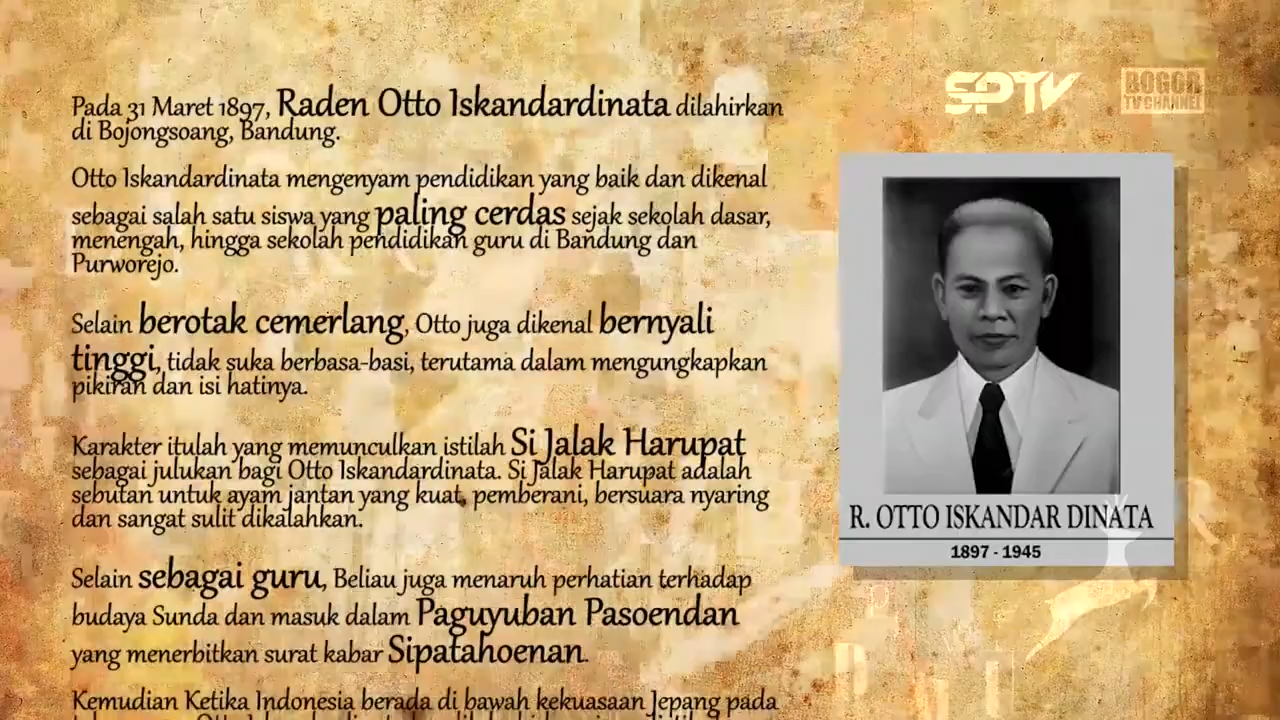 SPTV
BOGOR
TV CHANNEL
Pada 31 Maret 1897, Raden Otto Iskandardinata dilahirkan
di Bojongsoang, Bandung.
Otto Iskandardinata mengenyam pendidikan yang baik dan dikenal
sebagai salah satu siswa yang paling cerdas sejak sekolah dasar,
menengah, hingga sekolah pendidikan guru di Bandung dan
Purworejo.
Selain berotak cemerlang, Otto juga dikenal bernyali
tinggi, tidak suka berbasa-basi, terutama dalam mengungkapkan
pikiran dan isi hatinya.
Karakter itulah yang memunculkan istilah Si Jalak Harupat
sebagai julukan bagi Otto Iskandardinata. Si Jalak Harupat adalah
sebutan untuk ayam jantan yang kuat, pemberani, bersuara nyaring
dan sangat sulit dikalahkan.
Selain sebagai guru, Beliau juga menaruh perhatian terhadap
budaya Sunda dan masuk dalam Paguyuban Pasoendan
yang menerbitkan surat kabar Sipatahoenan.
Kemudian Ketika Indonesia berada di bawah kekuasaan Jepang pada
R. OTTO ISKANDAR DINATA
1897 - 1945